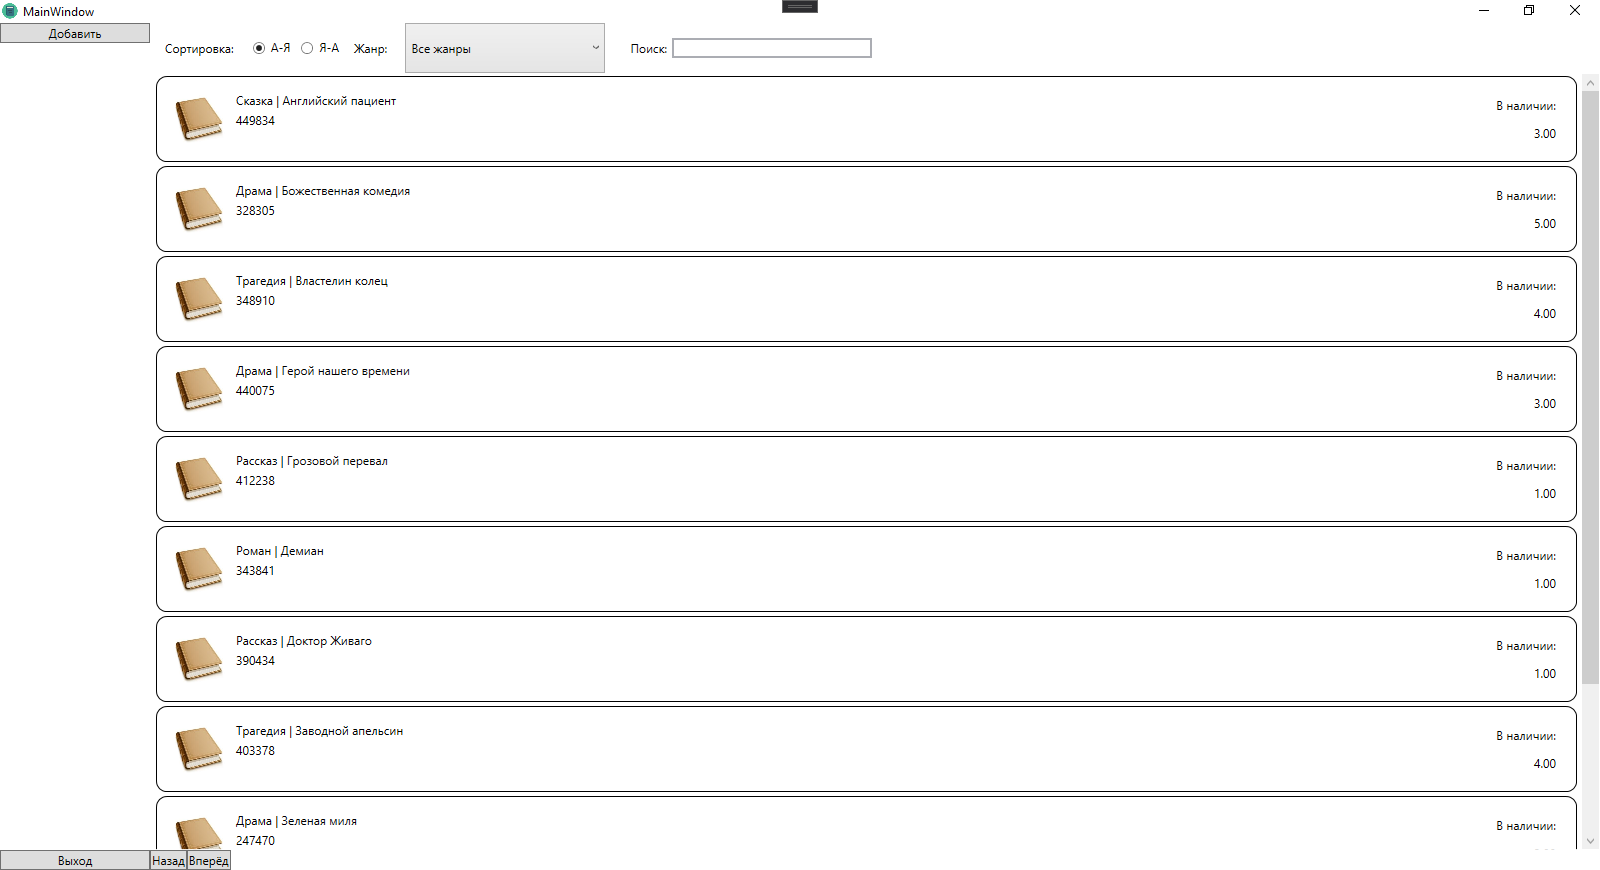 MainWindow
Добавить
Сортировка: А-Я Я-А Жанр: Все жанры Поиск:
Сказка | Английский пациент
449834
В наличии:
3.00
Драма | Божественная комедия
328305
В наличии:
5.00
Трагедия | Властелин колец
348910
В наличии:
4.00
Драма | Герой нашего времени
440075
В наличии:
3.00
Рассказ | Грозовой перевал
412238
В наличии:
1.00
Роман | Демиан
343841
В наличии:
1.00
Рассказ | Доктор Живаго
390434
В наличии:
1.00
Трагедия | Заводной апельсин
403378
В наличии:
4.00
Драма | Зеленая миля
247470
В наличии:
Выход Назад Вперёд